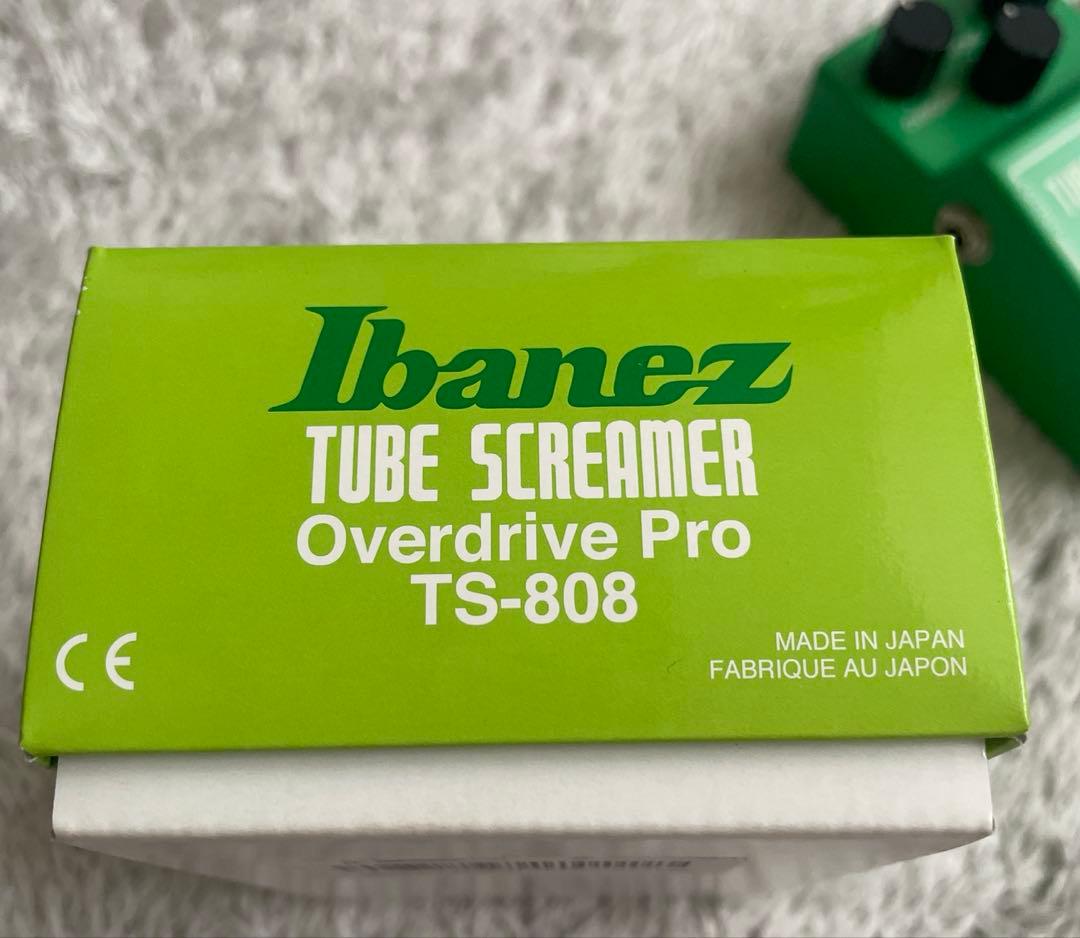 Ibanez
TUBE SCREAMER
Overdrive Pro
TS-808
CE
MADE IN JAPAN
FABRIQUE AU JAPON